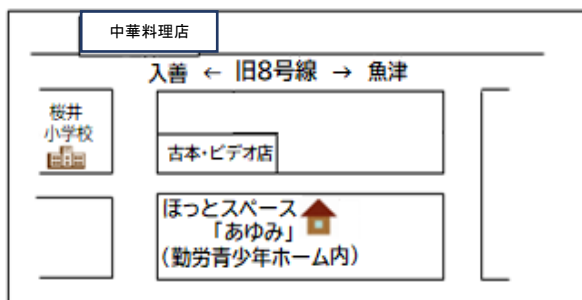 中華料理店
入善 ← 旧8号線 → 魚津
桜井
小学校
古本・ビデオ店
ほっとスペース
「あゆみ」
(勤労青少年ホーム内)